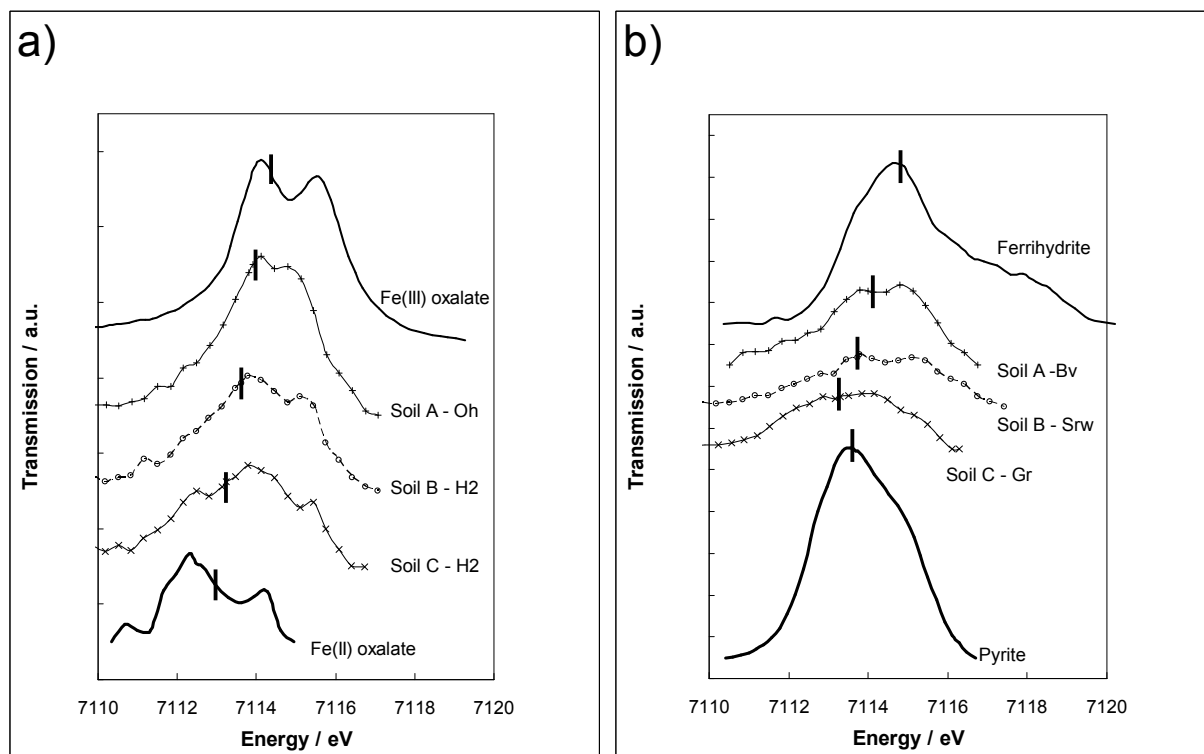 a)
Transmission / a.u.
Fe(III) oxalate
Soil A - Oh
Soil B - H2
Soil C - H2
Fe(II) oxalate
7110 7112 7114 7116 7118 7120
Energy / eV
b)
Transmission / a.u.
Ferrihydrite
Soil A -Bv
Soil B - Srw
Soil C - Gr
Pyrite
7110 7112 7114 7116 7118 7120
Energy / eV